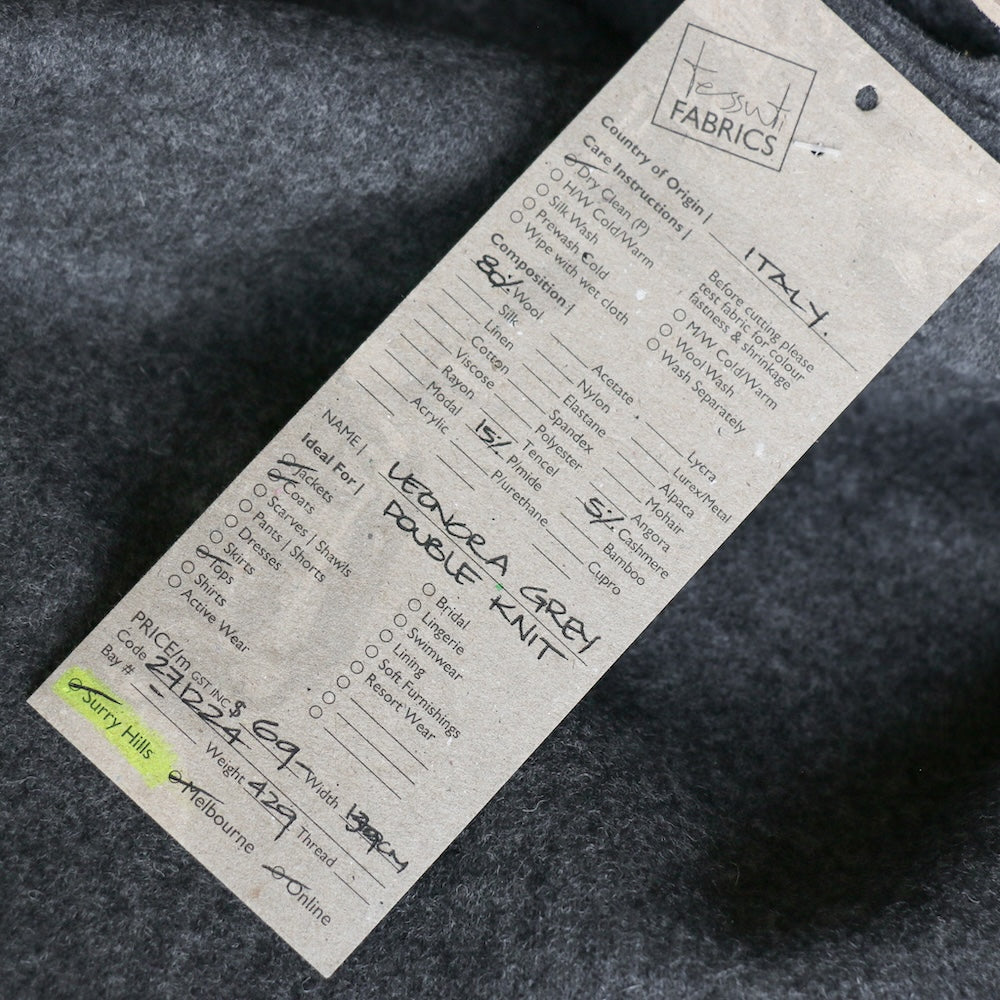 tessuti
FABRICS
Country of Origin | ITALY.
Care Instructions |
Dry Clean (P)
H/W Cold/Warm
Silk Wash
Prewash Cold
Wipe with wet cloth
Before cutting please
test fabric for colour
fastness & shrinkage
M/W Cold/Warm
Wool Wash
Wash Separately
Composition |
80% Wool
Silk
Linen
Cotton
Viscose
Rayon
Modal
Acrylic
Acetate
Nylon
Elastane
Spandex
Polyester
Tencel
15% P/mide
P/urethane
Lycra
Lurex/Metal
Alpaca
Mohair
Angora
5% Cashmere
Bamboo
Cupro
NAME | LEONORA GREY
DOUBLE KNIT
Ideal For |
Jackets
Coats
Scarves | Shawls
Pants | Shorts
Dresses
Skirts
Tops
Shirts
Active Wear
Bridal
Lingerie
Swimwear
Lining
Soft Furnishings
Resort Wear
PRICE/m GST INC $ 69- Width
Code 271224 Weight 429 Thread
Bay #
Surry Hills Melbourne Online